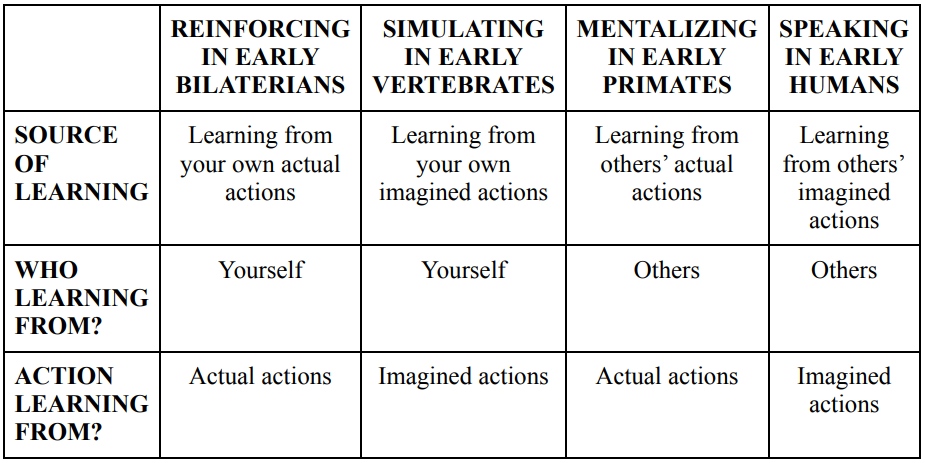 REINFORCING
IN EARLY
BILATERIANS
SIMULATING
IN EARLY
VERTEBRATES
MENTALIZING
IN EARLY
PRIMATES
SPEAKING
IN EARLY
HUMANS
SOURCE
OF
LEARNING
Learning from
your own actual
actions
Learning from
your own
imagined actions
Learning from
others’ actual
actions
Learning
from others’
imagined
actions
WHO
LEARNING
FROM?
Yourself
Yourself
Others
Others
ACTION
LEARNING
FROM?
Actual actions
Imagined actions
Actual actions
Imagined
actions